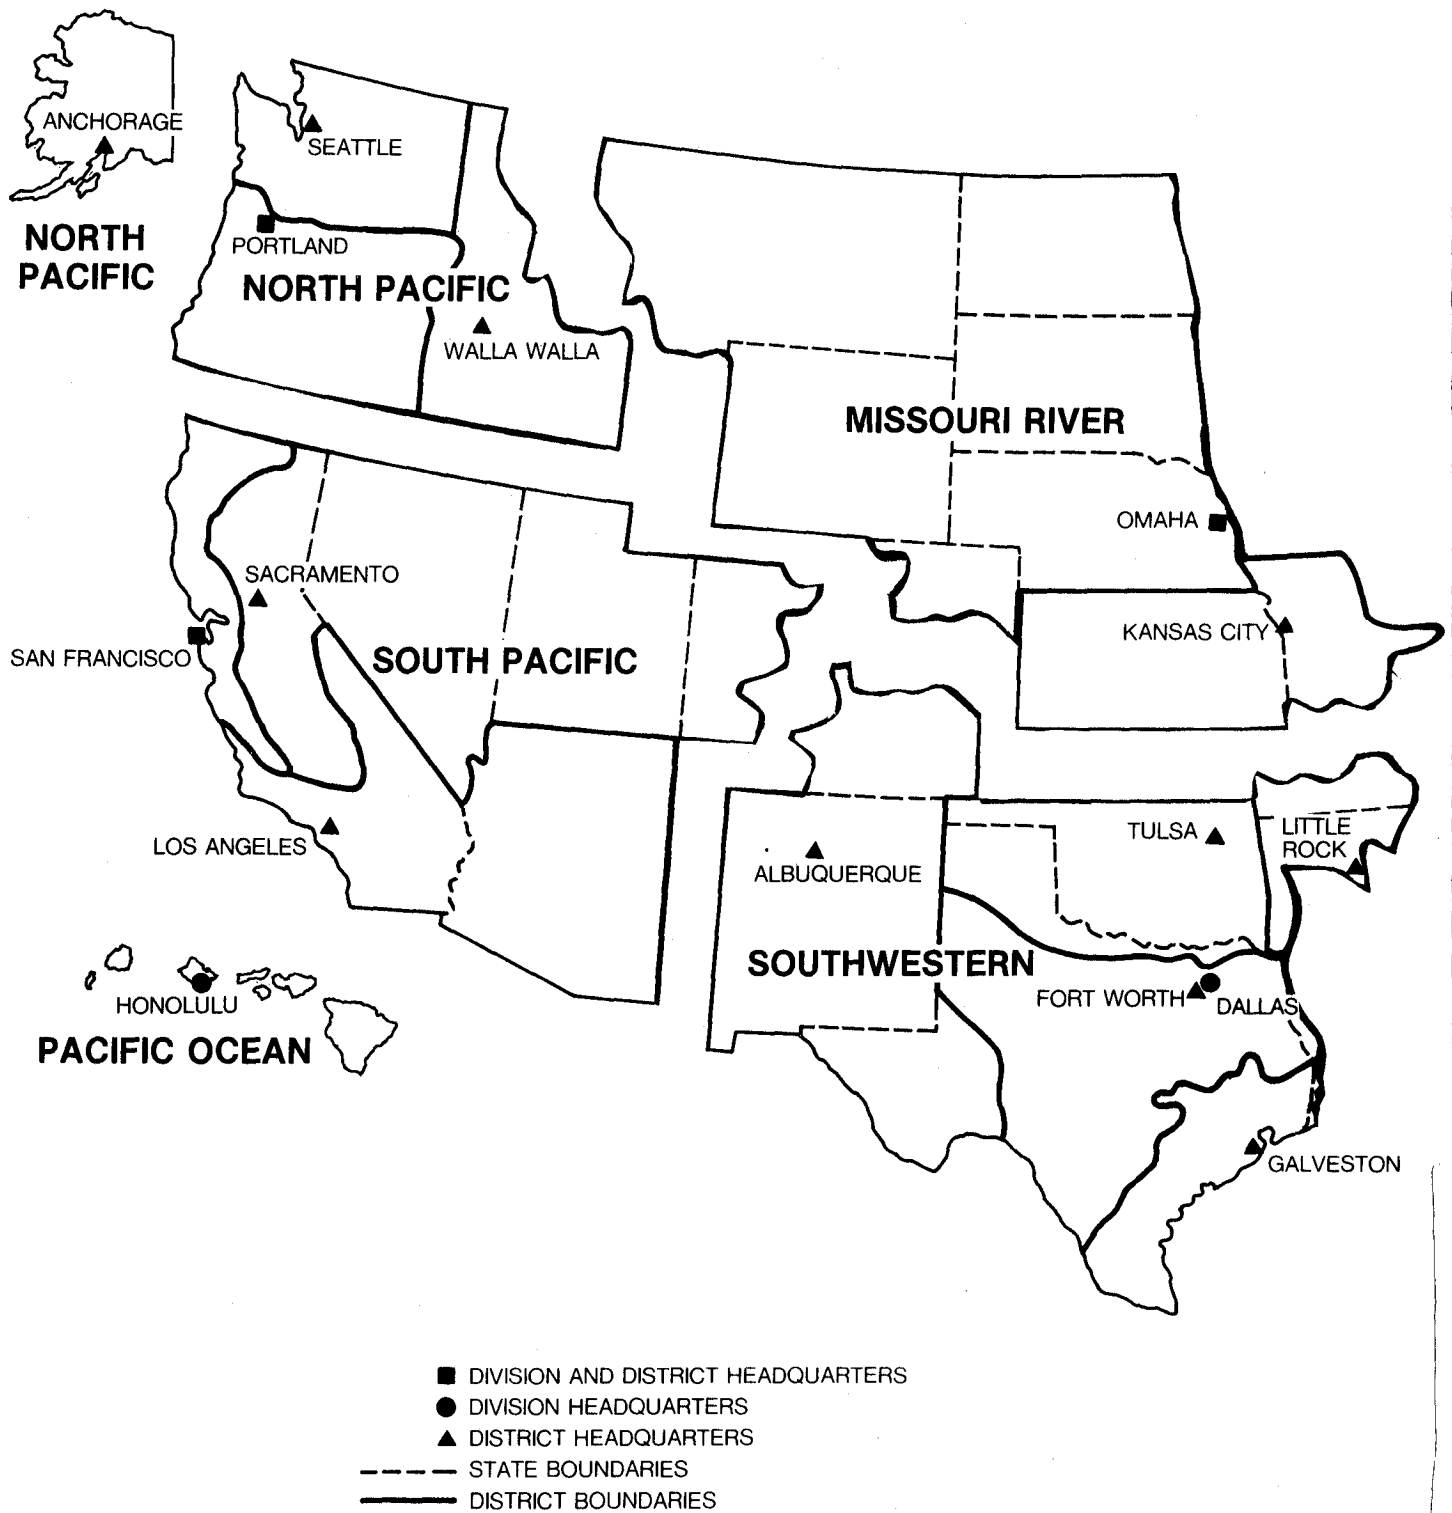 ANCHORAGE
NORTH
PACIFIC
SEATTLE
PORTLAND
NORTH PACIFIC
WALLA WALLA
MISSOURI RIVER
OMAHA
KANSAS CITY
SACRAMENTO
SAN FRANCISCO
SOUTH PACIFIC
LOS ANGELES
HONOLULU
PACIFIC OCEAN
ALBUQUERQUE
TULSA
LITTLE
ROCK
SOUTHWESTERN
FORT WORTH
DALLAS
GALVESTON
DIVISION AND DISTRICT HEADQUARTERS
DIVISION HEADQUARTERS
DISTRICT HEADQUARTERS
STATE BOUNDARIES
DISTRICT BOUNDARIES